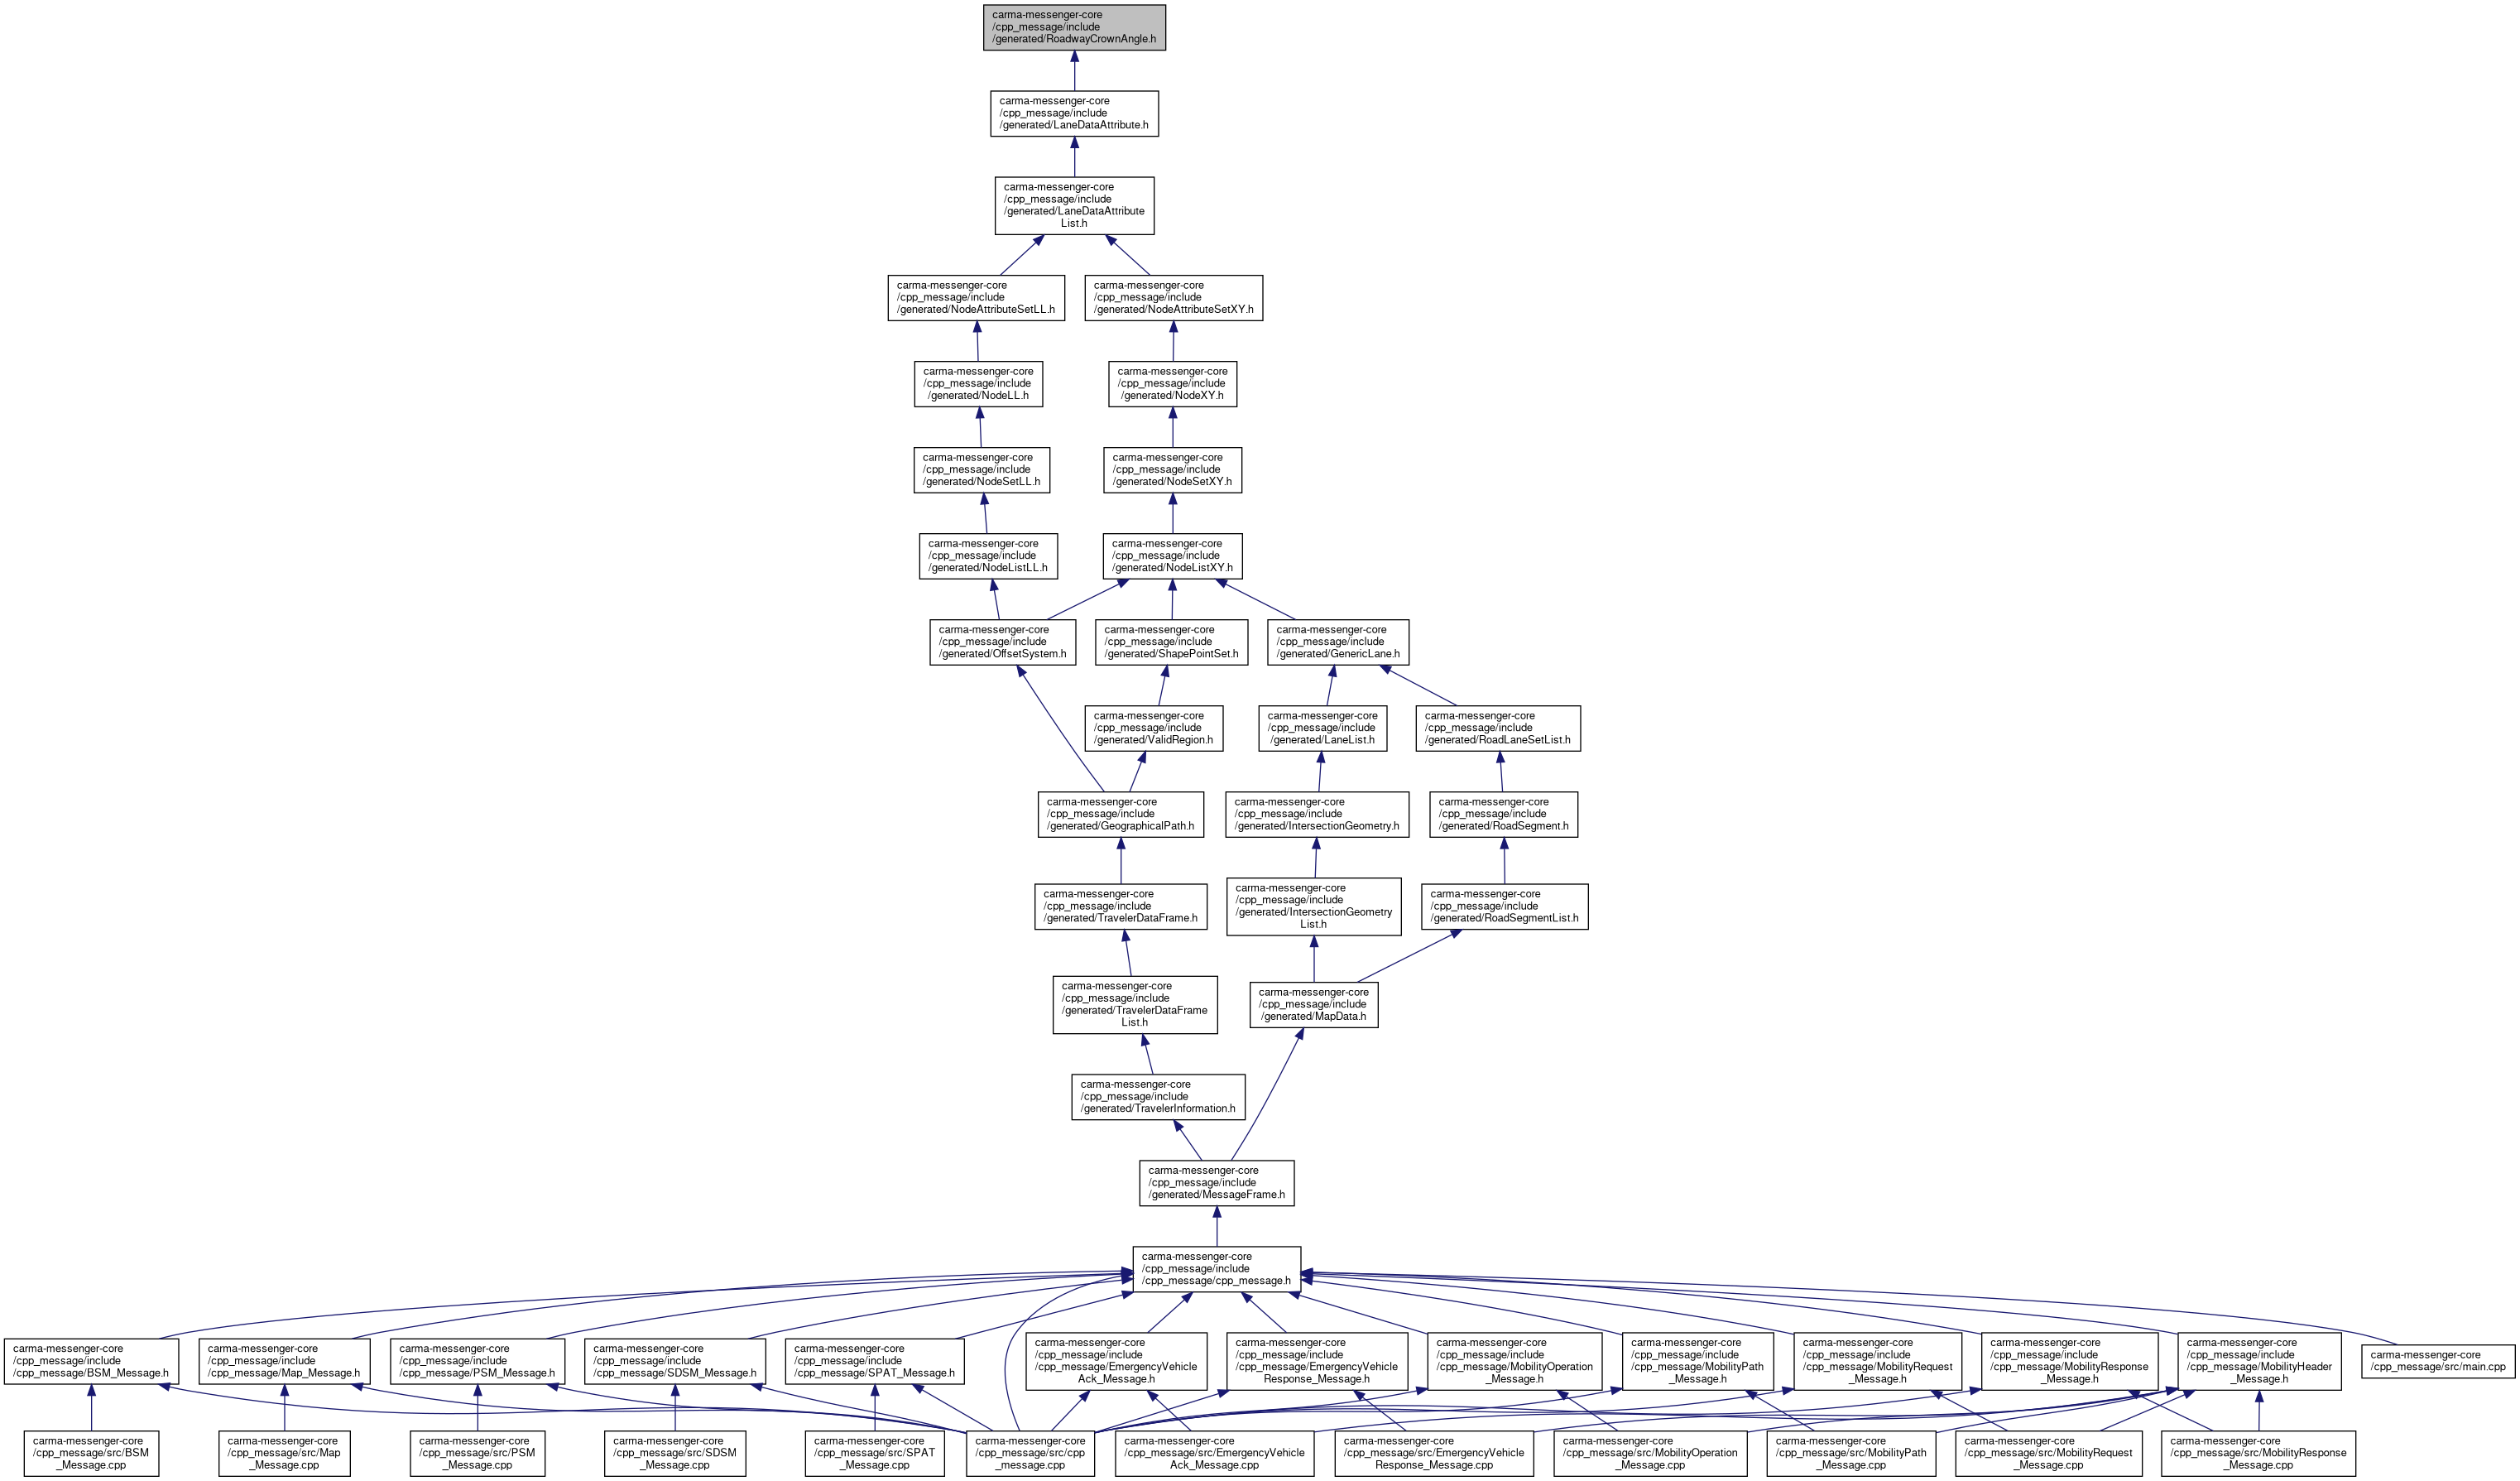 carma-messenger-core
/cpp_message/include
/generated/RoadwayCrownAngle.h
carma-messenger-core
/cpp_message/include
/generated/LaneDataAttribute.h
carma-messenger-core
/cpp_message/include
/generated/LaneDataAttribute
List.h
carma-messenger-core
/cpp_message/include
/generated/NodeAttributeSetLL.h
carma-messenger-core
/cpp_message/include
/generated/NodeAttributeSetXY.h
carma-messenger-core
/cpp_message/include
/generated/NodeLL.h
carma-messenger-core
/cpp_message/include
/generated/NodeXY.h
carma-messenger-core
/cpp_message/include
/generated/NodeSetLL.h
carma-messenger-core
/cpp_message/include
/generated/NodeSetXY.h
carma-messenger-core
/cpp_message/include
/generated/NodeListLL.h
carma-messenger-core
/cpp_message/include
/generated/NodeListXY.h
carma-messenger-core
/cpp_message/include
/generated/OffsetSystem.h
carma-messenger-core
/cpp_message/include
/generated/ShapePointSet.h
carma-messenger-core
/cpp_message/include
/generated/GenericLane.h
carma-messenger-core
/cpp_message/include
/generated/ValidRegion.h
carma-messenger-core
/cpp_message/include
/generated/LaneList.h
carma-messenger-core
/cpp_message/include
/generated/RoadLaneSetList.h
carma-messenger-core
/cpp_message/include
/generated/GeographicalPath.h
carma-messenger-core
/cpp_message/include
/generated/IntersectionGeometry.h
carma-messenger-core
/cpp_message/include
/generated/RoadSegment.h
carma-messenger-core
/cpp_message/include
/generated/TravelerDataFrame.h
carma-messenger-core
/cpp_message/include
/generated/IntersectionGeometry
List.h
carma-messenger-core
/cpp_message/include
/generated/RoadSegmentList.h
carma-messenger-core
/cpp_message/include
/generated/TravelerDataFrame
List.h
carma-messenger-core
/cpp_message/include
/generated/MapData.h
carma-messenger-core
/cpp_message/include
/generated/TravelerInformation.h
carma-messenger-core
/cpp_message/include
/generated/MessageFrame.h
carma-messenger-core
/cpp_message/include
/cpp_message/cpp_message.h
carma-messenger-core
/cpp_message/include
/cpp_message/BSM_Message.h
carma-messenger-core
/cpp_message/include
/cpp_message/Map_Message.h
carma-messenger-core
/cpp_message/include
/cpp_message/PSM_Message.h
carma-messenger-core
/cpp_message/include
/cpp_message/SDSM_Message.h
carma-messenger-core
/cpp_message/include
/cpp_message/SPAT_Message.h
carma-messenger-core
/cpp_message/include
/cpp_message/EmergencyVehicle
Ack_Message.h
carma-messenger-core
/cpp_message/include
/cpp_message/EmergencyVehicle
Response_Message.h
carma-messenger-core
/cpp_message/include
/cpp_message/MobilityOperation
_Message.h
carma-messenger-core
/cpp_message/include
/cpp_message/MobilityPath
_Message.h
carma-messenger-core
/cpp_message/include
/cpp_message/MobilityRequest
_Message.h
carma-messenger-core
/cpp_message/include
/cpp_message/MobilityResponse
_Message.h
carma-messenger-core
/cpp_message/include
/cpp_message/MobilityHeader
_Message.h
carma-messenger-core
/cpp_message/src/main.cpp
carma-messenger-core
/cpp_message/src/BSM
_Message.cpp
carma-messenger-core
/cpp_message/src/Map
_Message.cpp
carma-messenger-core
/cpp_message/src/PSM
_Message.cpp
carma-messenger-core
/cpp_message/src/SDSM
_Message.cpp
carma-messenger-core
/cpp_message/src/SPAT
_Message.cpp
carma-messenger-core
/cpp_message/src/cpp
_message.cpp
carma-messenger-core
/cpp_message/src/EmergencyVehicle
Ack_Message.cpp
carma-messenger-core
/cpp_message/src/EmergencyVehicle
Response_Message.cpp
carma-messenger-core
/cpp_message/src/MobilityOperation
_Message.cpp
carma-messenger-core
/cpp_message/src/MobilityPath
_Message.cpp
carma-messenger-core
/cpp_message/src/MobilityRequest
_Message.cpp
carma-messenger-core
/cpp_message/src/MobilityResponse
_Message.cpp